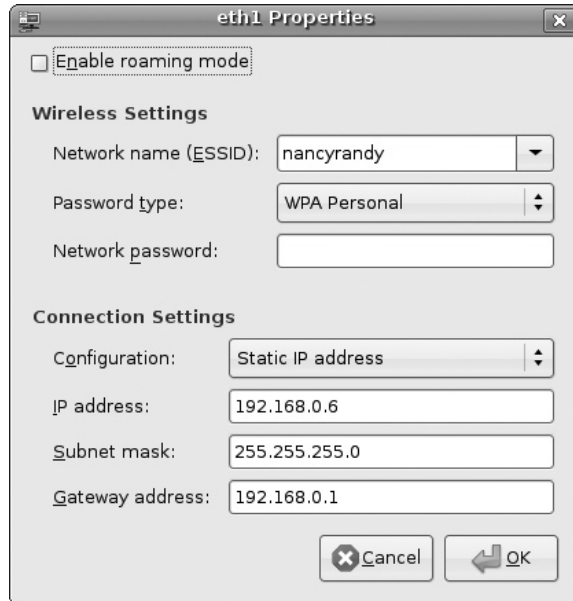 eth1 Properties
Enable roaming mode
Wireless Settings
Network name (ESSID): nancyrandy
Password type: WPA Personal
Network password:
Connection Settings
Configuration: Static IP address
IP address: 192.168.0.6
Subnet mask: 255.255.255.0
Gateway address: 192.168.0.1
Cancel OK